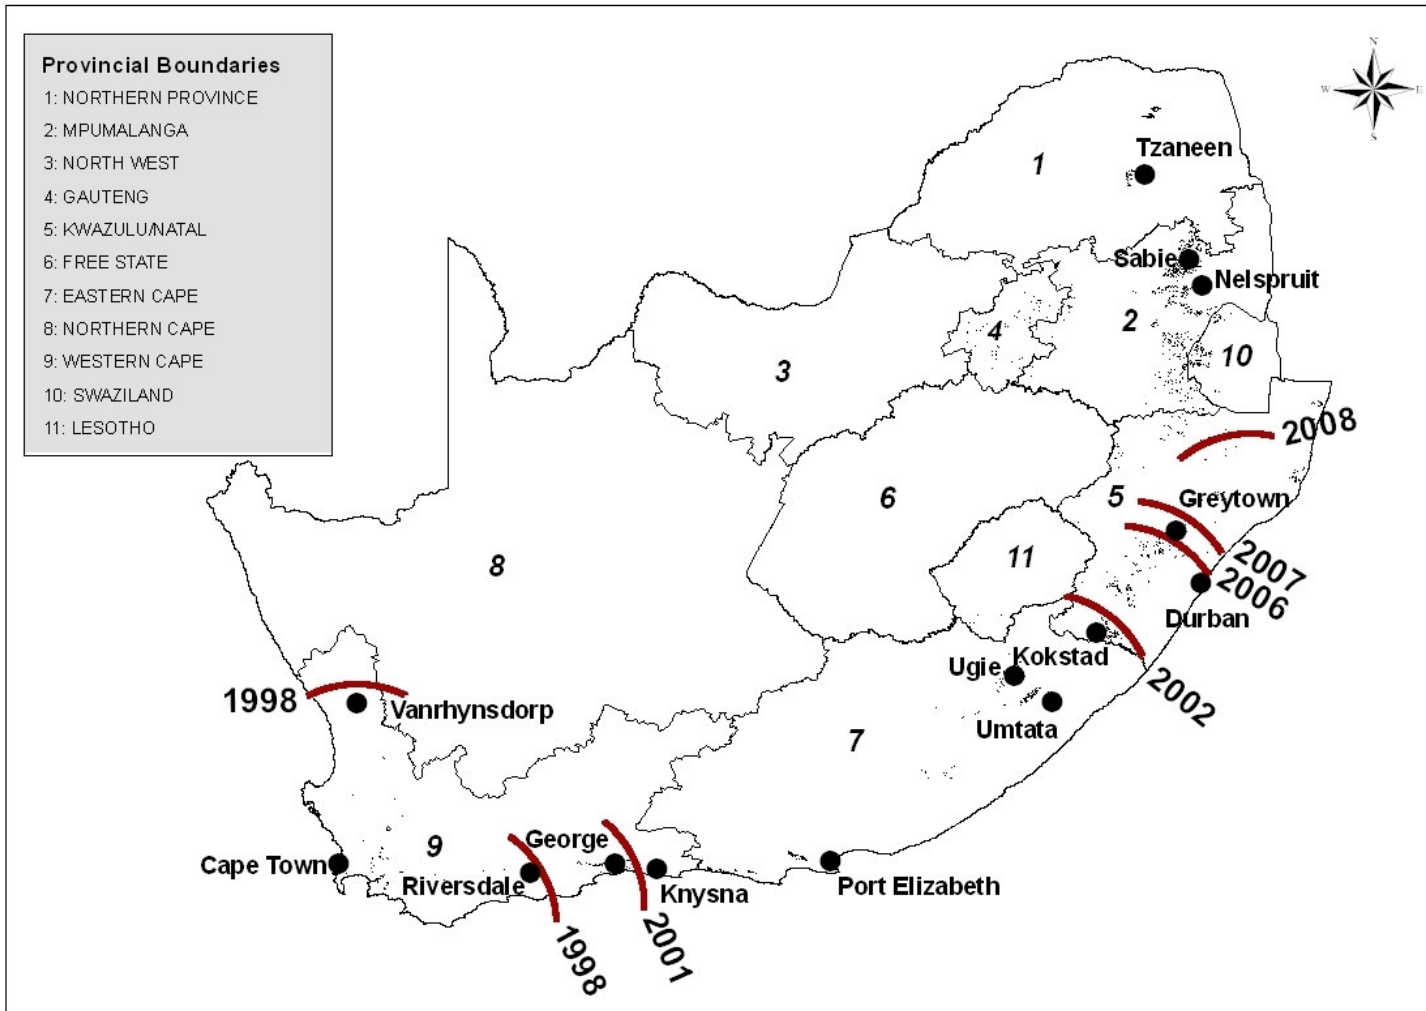 Provincial Boundaries
1: NORTHERN PROVINCE
2: MPUMALANGA
3: NORTH WEST
4: GAUTENG
5: KWAZULU/NATAL
6: FREE STATE
7: EASTERN CAPE
8: NORTHERN CAPE
9: WESTERN CAPE
10: SWAZILAND
11: LESOTHO
N
W E
S
1
Tzaneen
Sabie
Nelspruit
2
4
3
10
2008
5
Greytown
6
2007
2006
11
8
Durban
Kokstad
Ugie
2002
1998
Vanrhynsdorp
Umtata
7
George
9
Cape Town
Riversdale
Knysna
Port Elizabeth
1998
2001